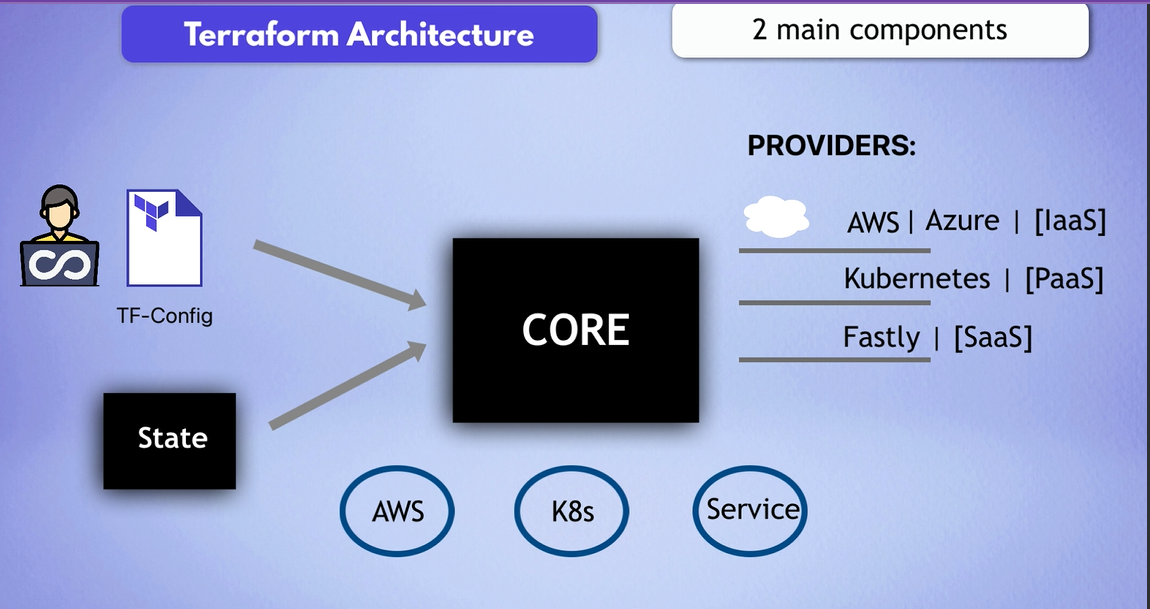 Terraform Architecture
2 main components
PROVIDERS:
AWS | Azure | [IaaS]
Kubernetes | [PaaS]
Fastly | [SaaS]
TF-Config
CORE
State
AWS
K8s
Service